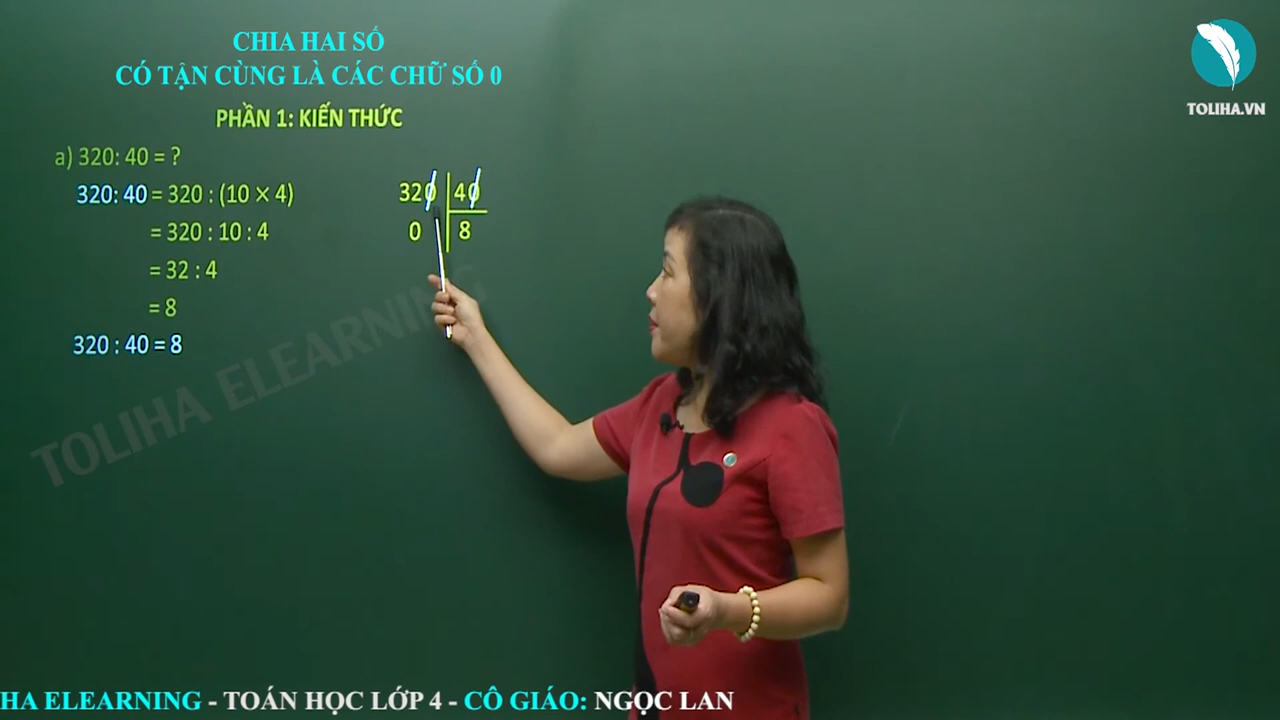 CHIA HAI SỐ
CÓ TẬN CÙNG LÀ CÁC CHỮ SỐ 0
TOLIHA.VN
PHẦN 1: KIẾN THỨC
a) 320: 40 = ?
320: 40 = 320 : (10 × 4)
= 320 : 10 : 4
= 32 : 4
= 8
320 : 40 = 8
320 40
0 8
TOLIHA ELEARNING
HA ELEARNING - TOÁN HỌC LỚP 4 - CÔ GIÁO: NGỌC LAN